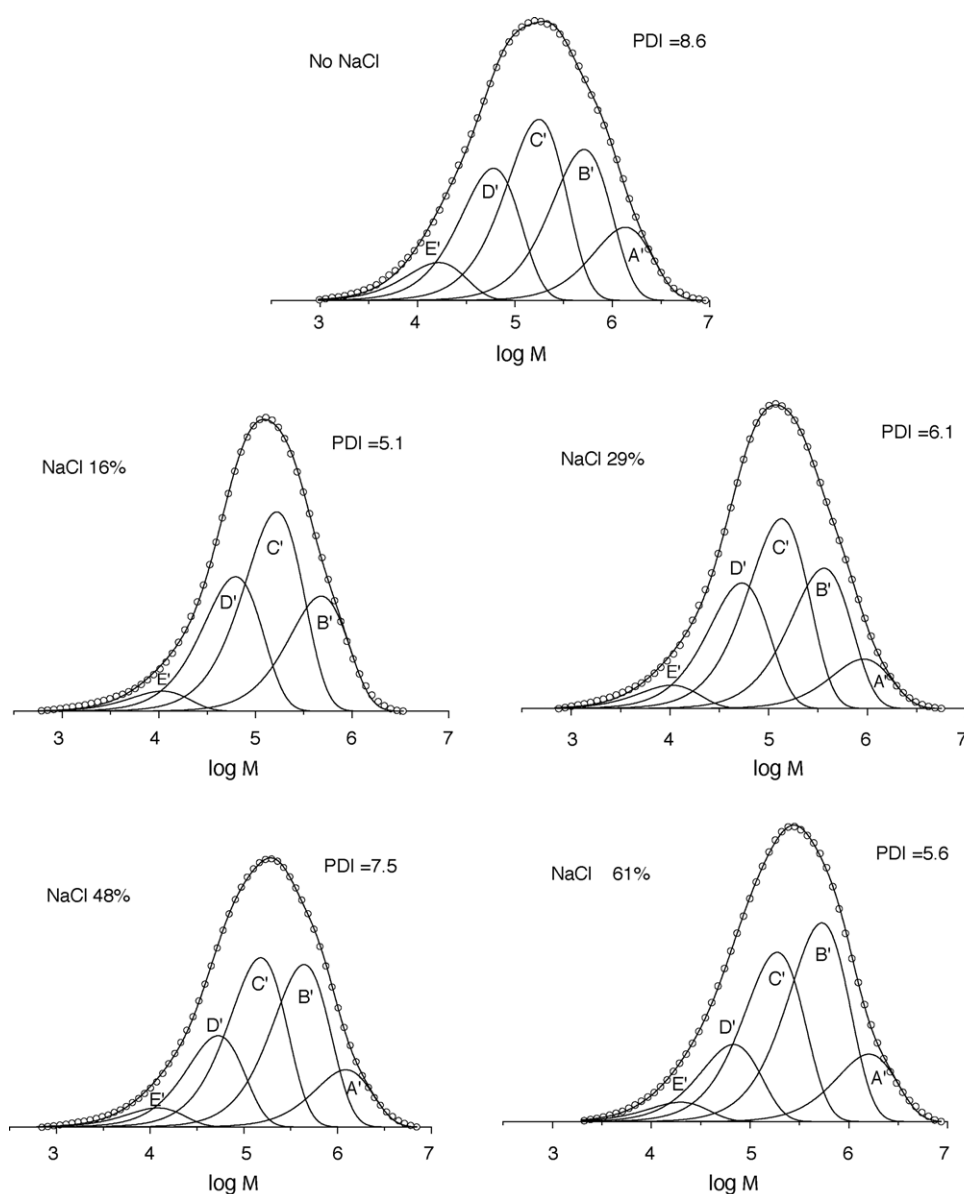 No NaCl
PDI =8.6
C'
B'
D'
E'
A'
3 4 5 6 7
log M
NaCl 16%
PDI =5.1
C'
D'
B'
E'
3 4 5 6 7
log M
NaCl 29%
PDI =6.1
C'
D'
B'
E'
A'
3 4 5 6 7
log M
NaCl 48%
PDI =7.5
C'
B'
D'
E'
A'
3 4 5 6 7
log M
NaCl 61%
PDI =5.6
B'
C'
D'
E'
A'
3 4 5 6 7
log M